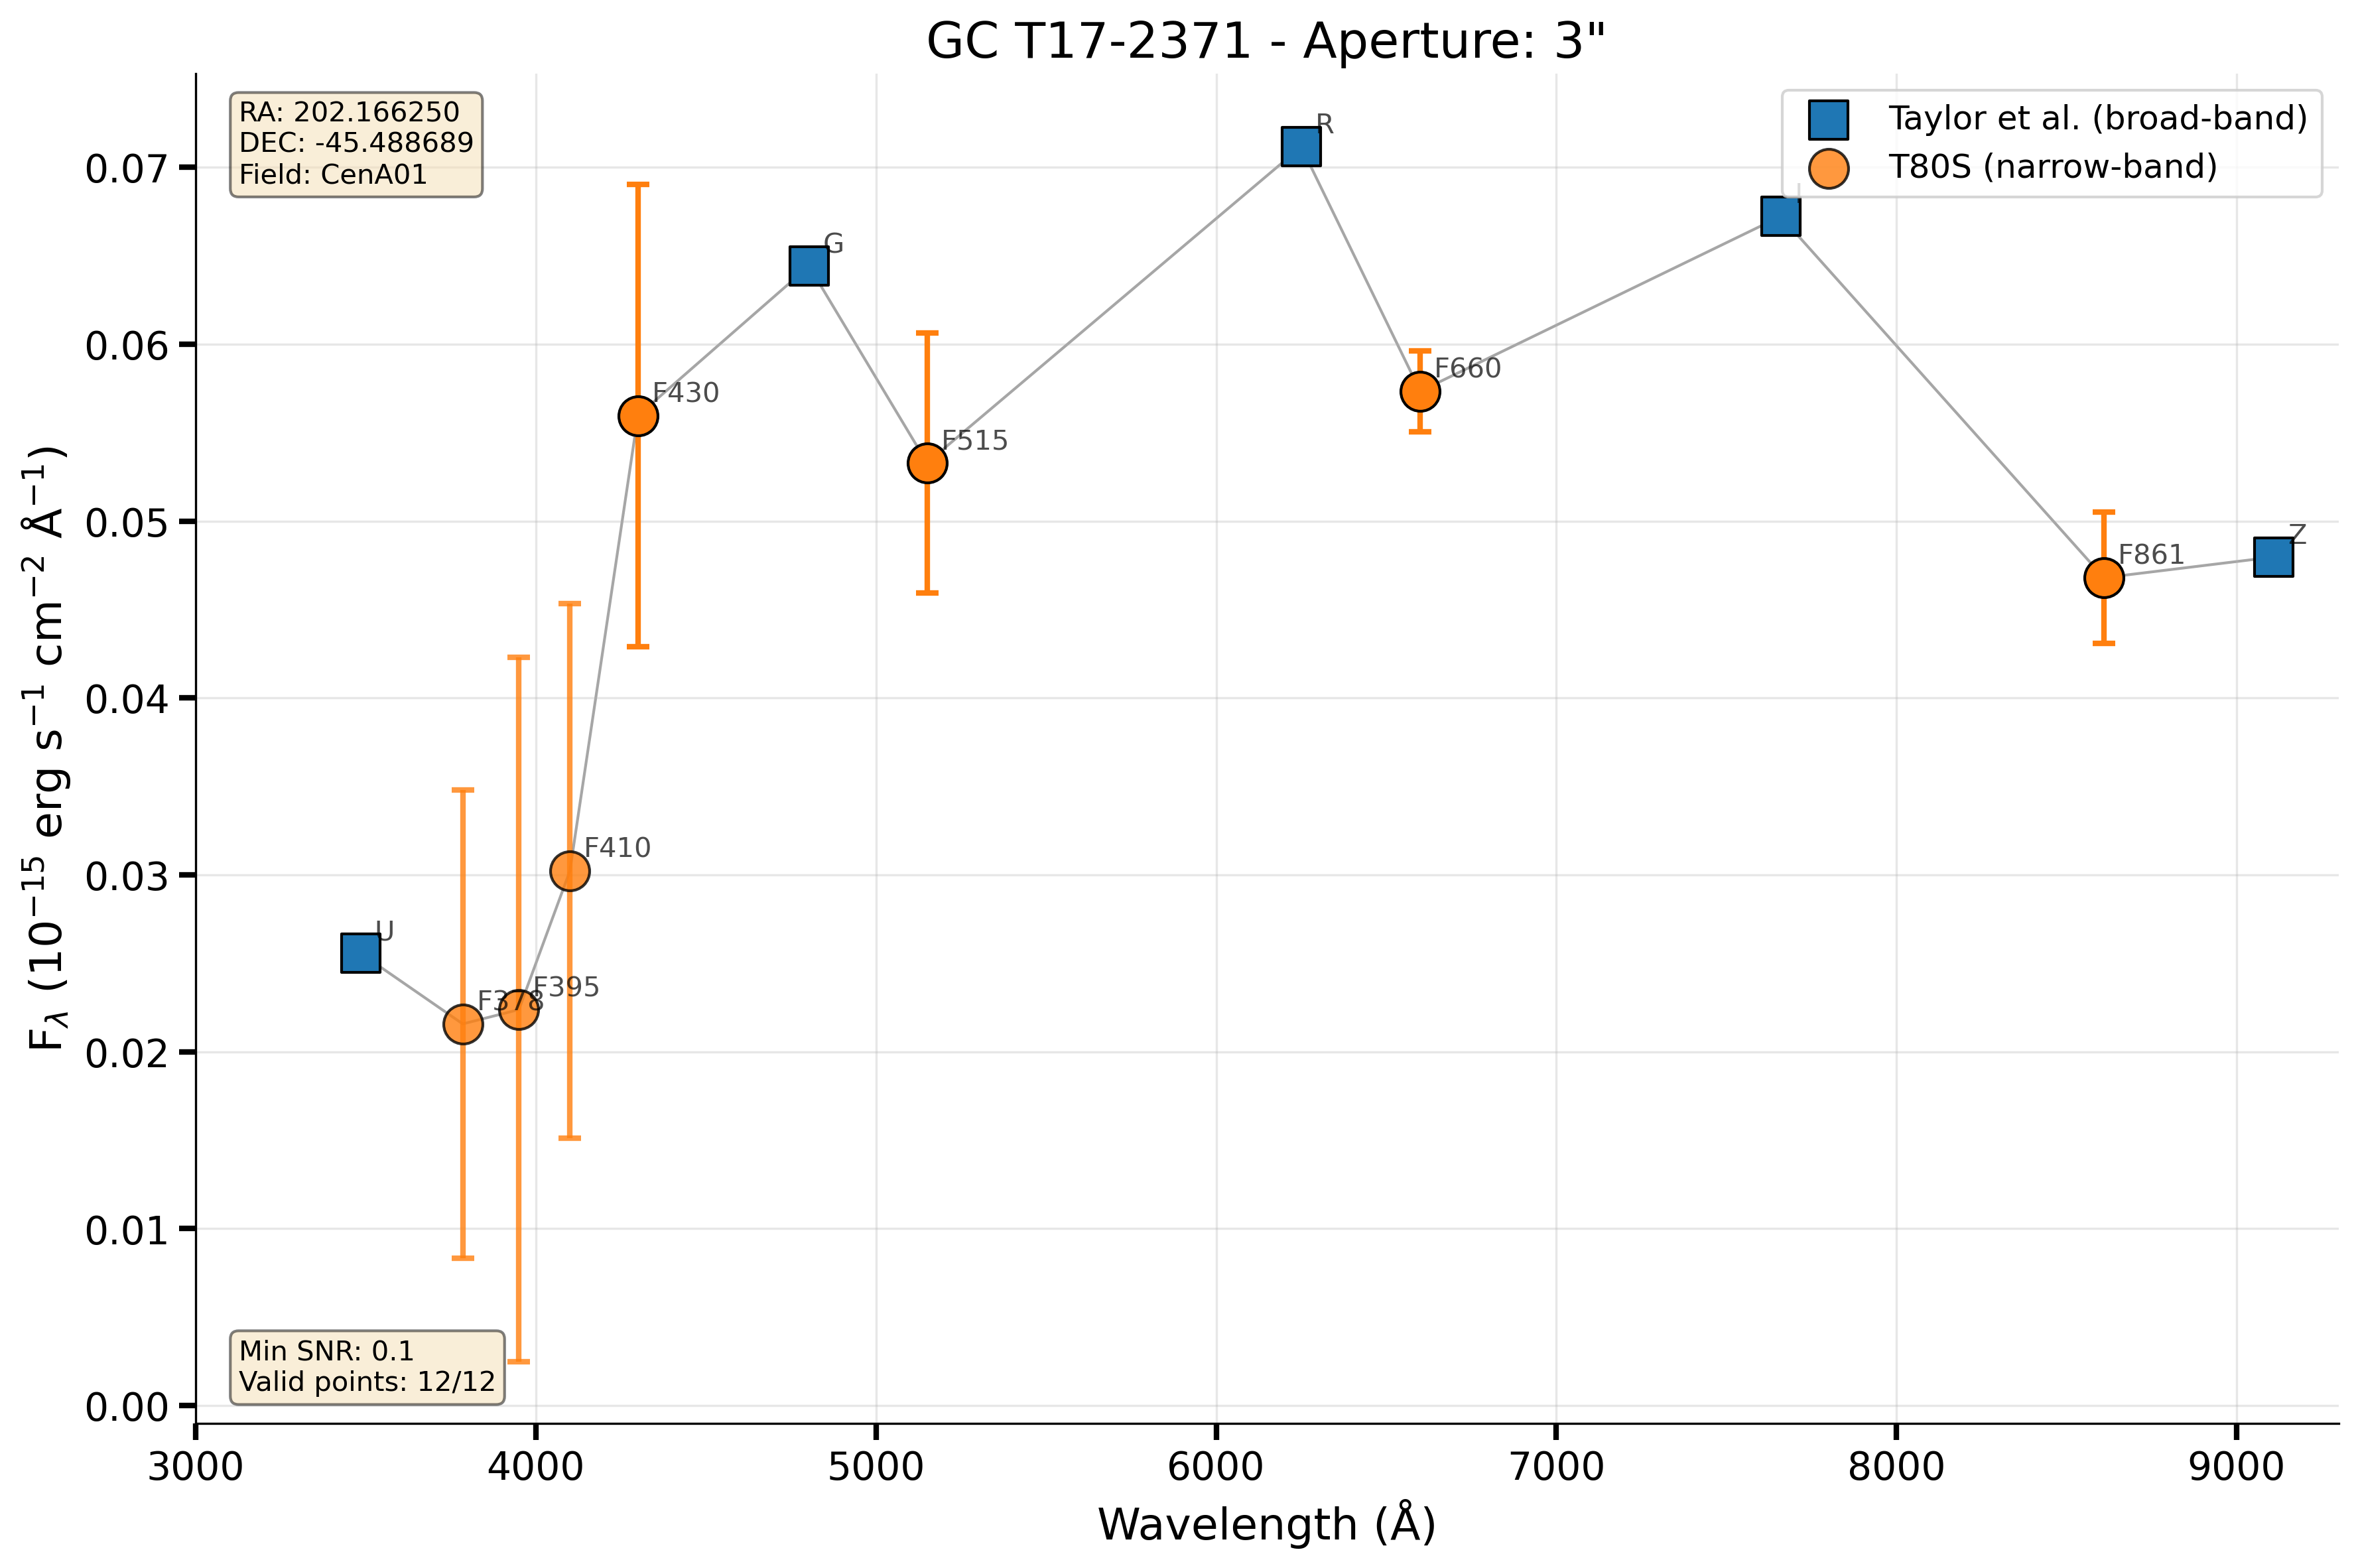 GC T17-2371 - Aperture: 3"
RA: 202.166250
DEC: -45.488689
Field: CenA01
Taylor et al. (broad-band)
T80S (narrow-band)
R
G
F430
F515
F660
F861
Z
F410
U
F378
F395
Min SNR: 0.1
Valid points: 12/12
0.07
0.06
0.05
0.04
0.03
0.02
0.01
0.00
F_λ (10⁻¹⁵ erg s⁻¹ cm⁻² Å⁻¹)
3000 4000 5000 6000 7000 8000 9000
Wavelength (Å)